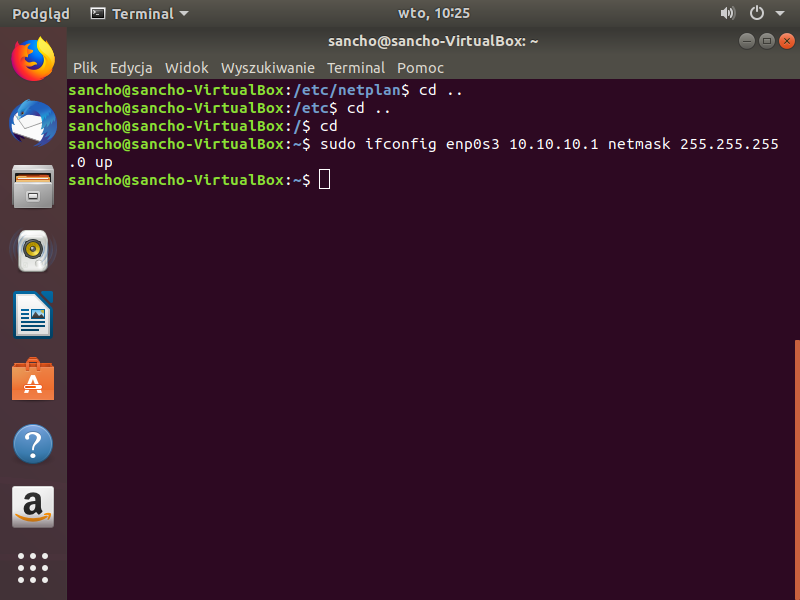 Podgląd Terminal wto, 10:25
sancho@sancho-VirtualBox: ~
Plik Edycja Widok Wyszukiwanie Terminal Pomoc
sancho@sancho-VirtualBox:/etc/netplan$ cd ..
sancho@sancho-VirtualBox:/etc$ cd ..
sancho@sancho-VirtualBox:/$ cd
sancho@sancho-VirtualBox:~$ sudo ifconfig enp0s3 10.10.10.1 netmask 255.255.255
.0 up
sancho@sancho-VirtualBox:~$